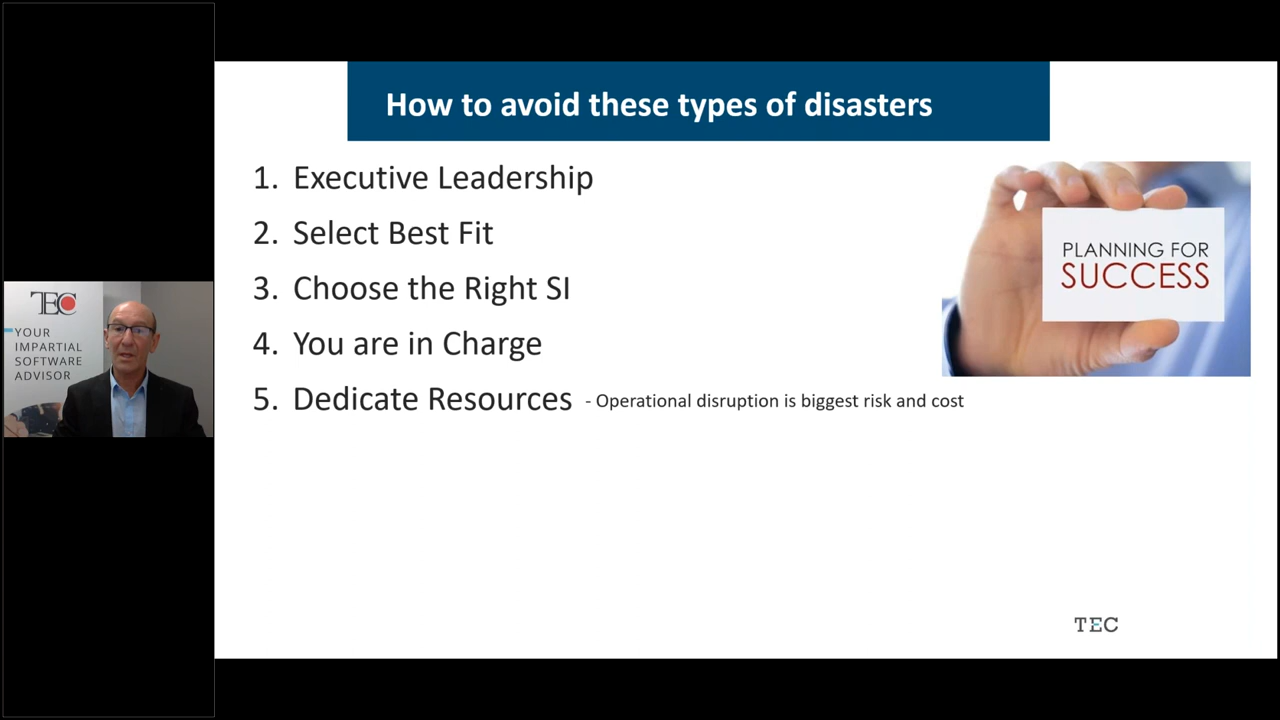 How to avoid these types of disasters
1. Executive Leadership
2. Select Best Fit
3. Choose the Right SI
4. You are in Charge
5. Dedicate Resources - Operational disruption is biggest risk and cost
PLANNING FOR
SUCCESS
TEC
YOUR
IMPARTIAL
SOFTWARE
ADVISOR
TEC